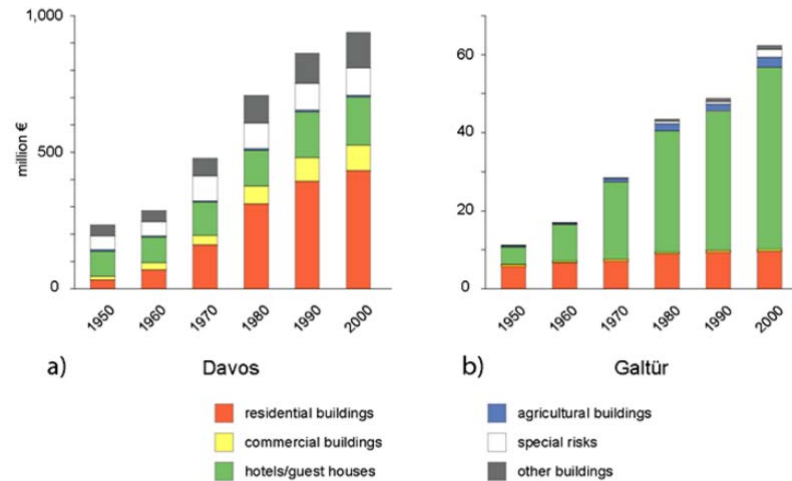 1,000
500
0
million €
1950 1960 1970 1980 1990 2000
a) Davos
60
40
20
0
1950 1960 1970 1980 1990 2000
b) Galtür
residential buildings
commercial buildings
hotels/guest houses
agricultural buildings
special risks
other buildings